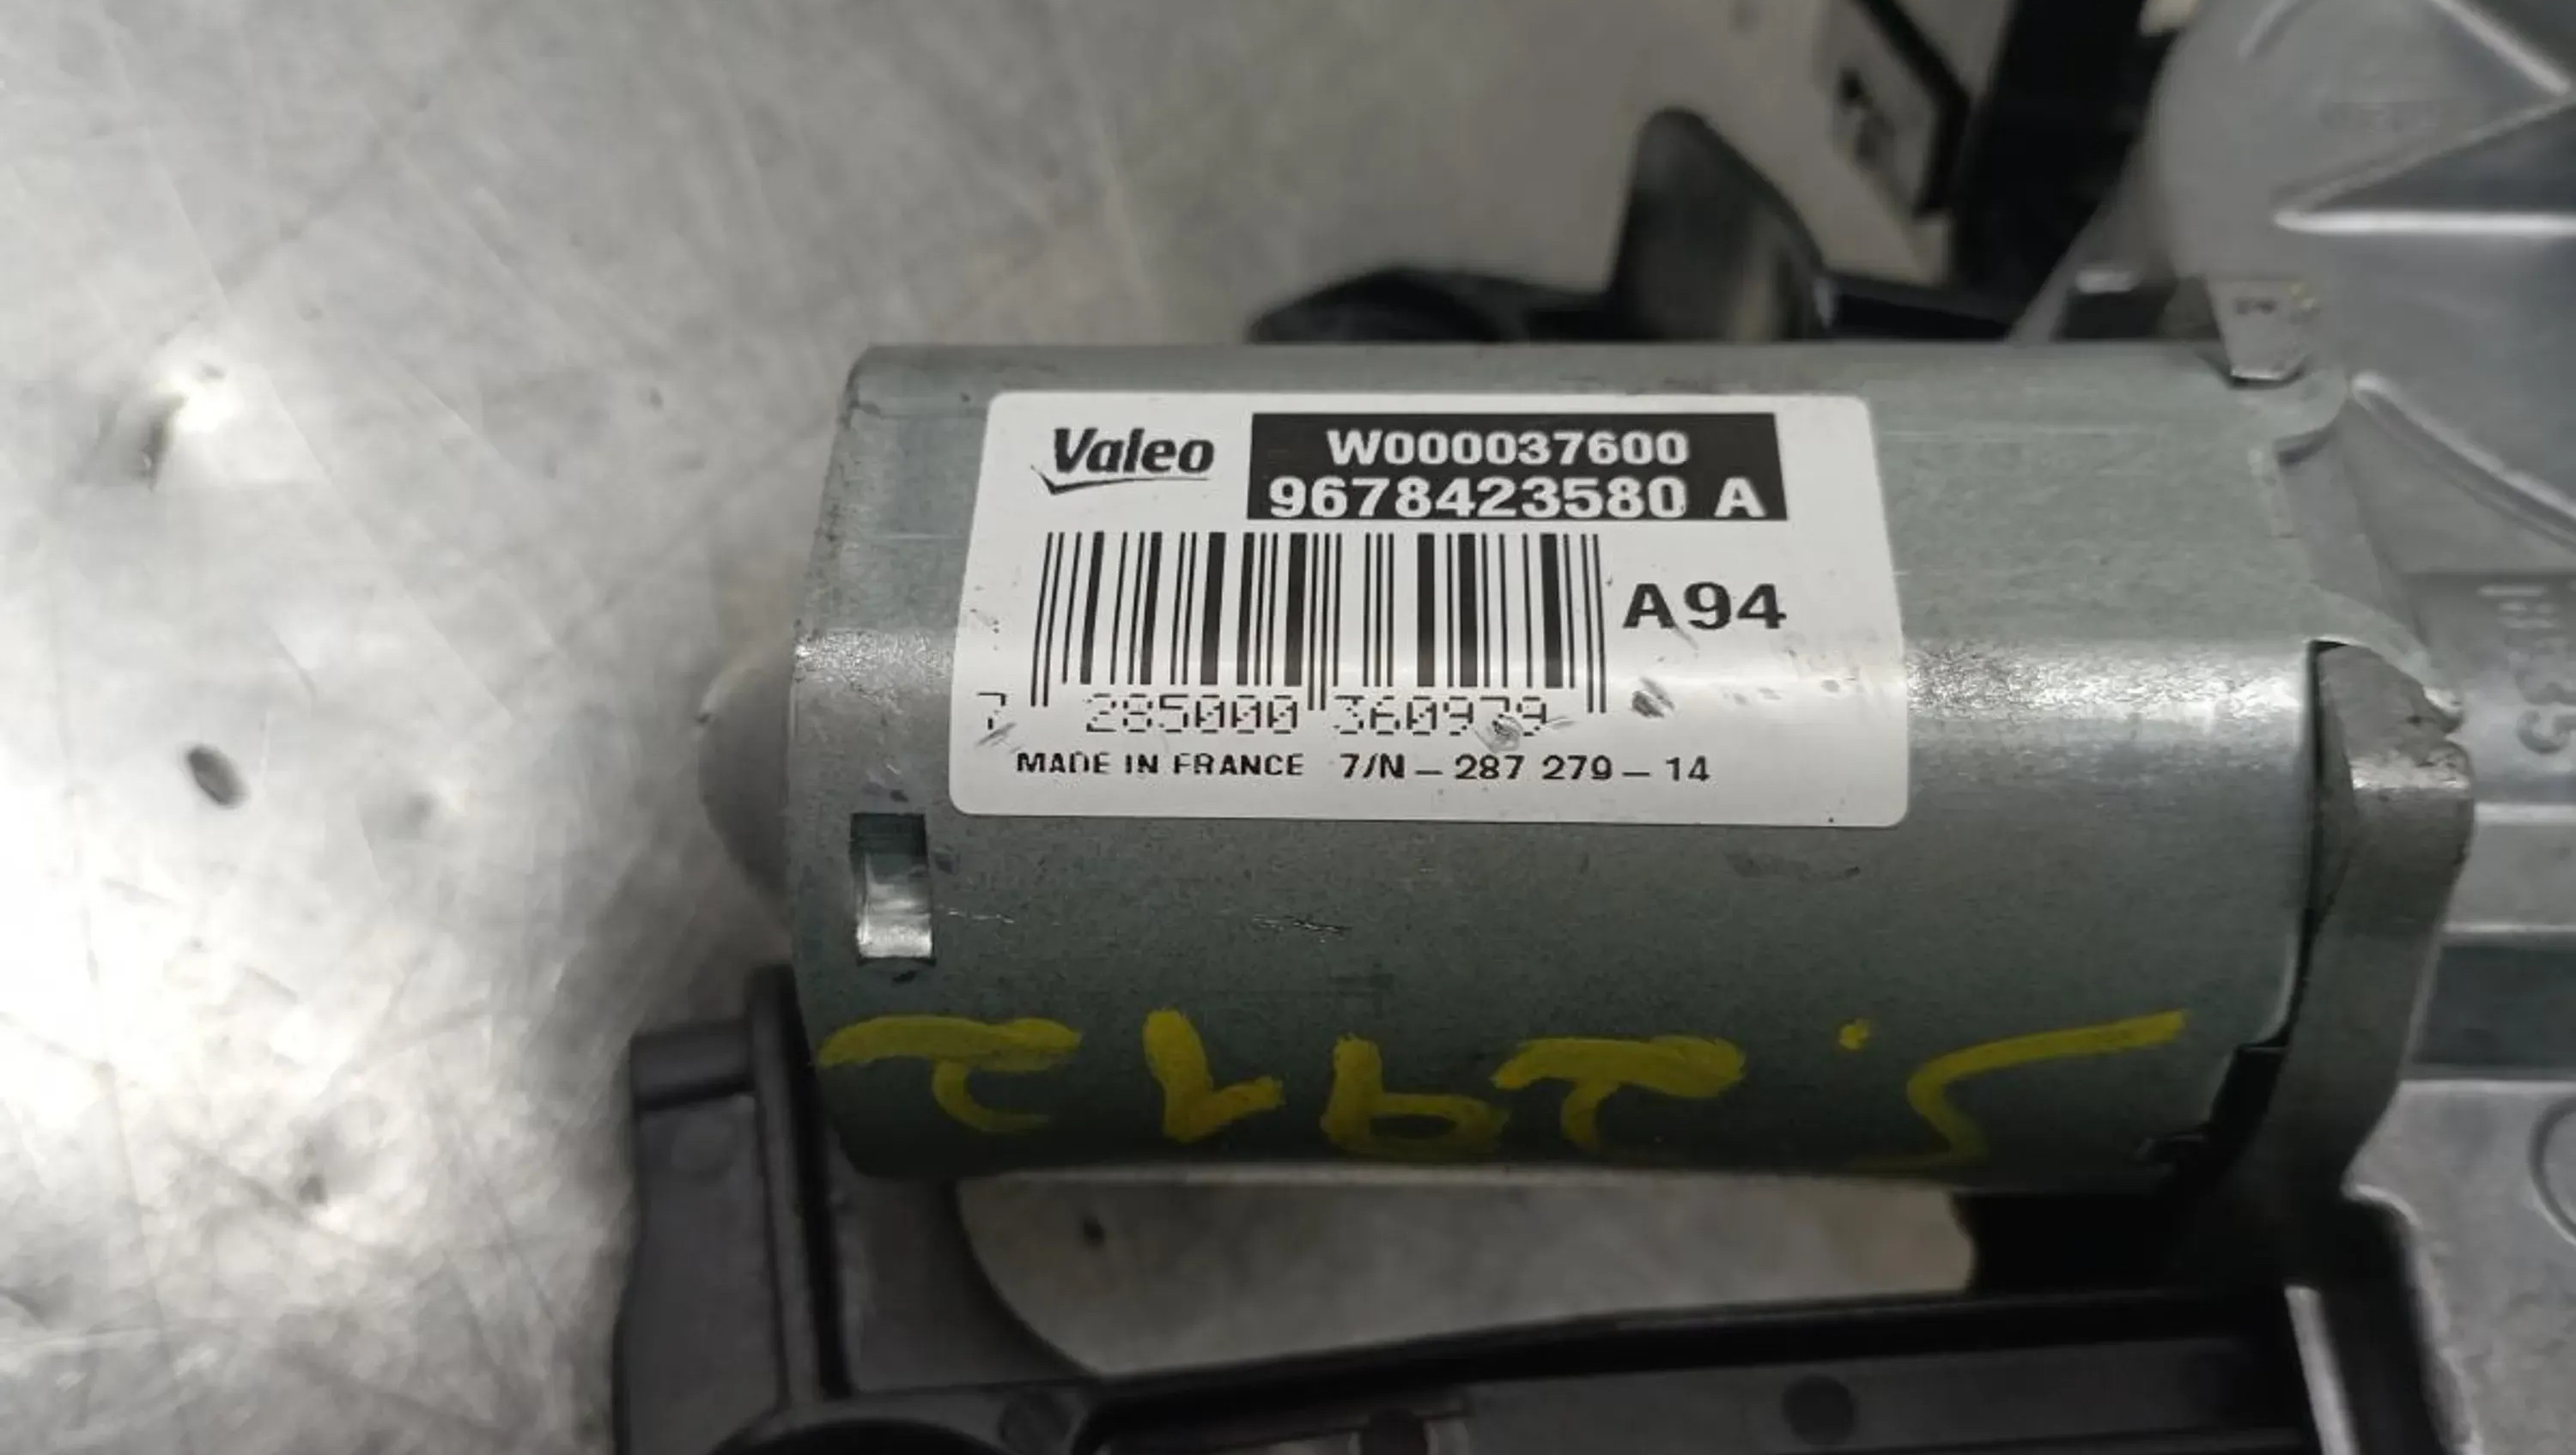 Valeo
W000037600
9678423580 A
A94
7 285000 360979
MADE IN FRANCE 7/N – 287 279 – 14